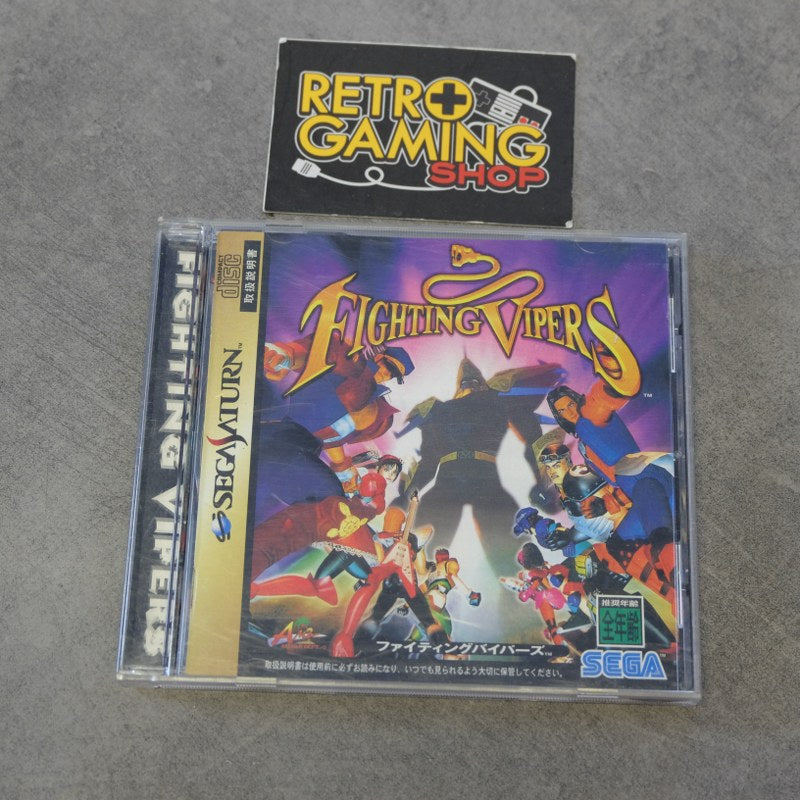 RETRO
GAMING
SHOP
FIGHTING VIPERS
COMPACT
disc
取扱説明書
SEGASATURN™
FIGHTING VIPERS
™
ファイティングバイパーズ™
推奨年齢
全年齢
取扱説明書は使用前に必ずお読みになり、いつでも見られるよう大切に保管してください。
SEGA